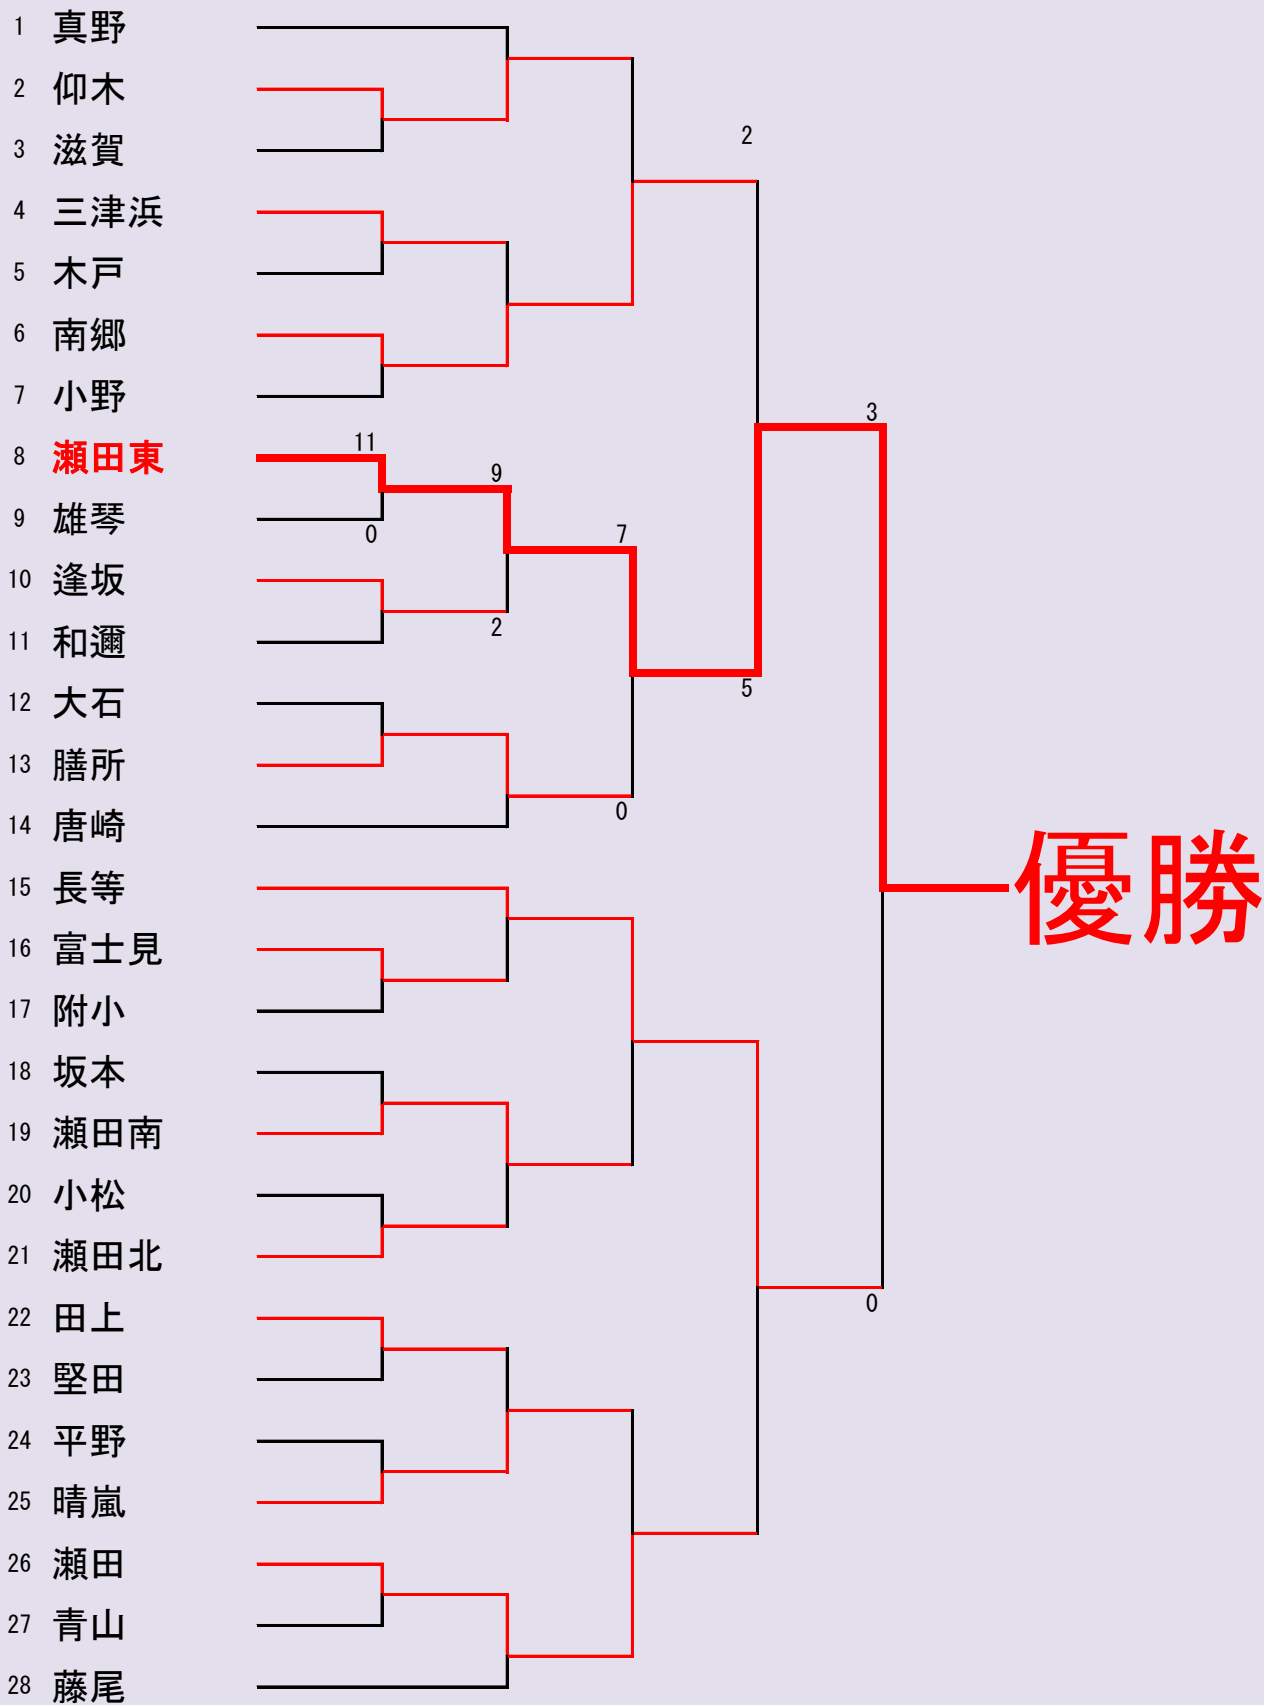 1 真野
2 仰木
3 滋賀
2
4 三津浜
5 木戸
6 南郷
7 小野
3
8 瀬田東 11
9
9 雄琴 0
7
10 逢坂
11 和邇 2
12 大石 5
13 膳所
14 唐崎 0
優勝
15 長等
16 富士見
17 附小
18 坂本
19 瀬田南
20 小松
21 瀬田北
0
22 田上
23 堅田
24 平野
25 晴嵐
26 瀬田
27 青山
28 藤尾